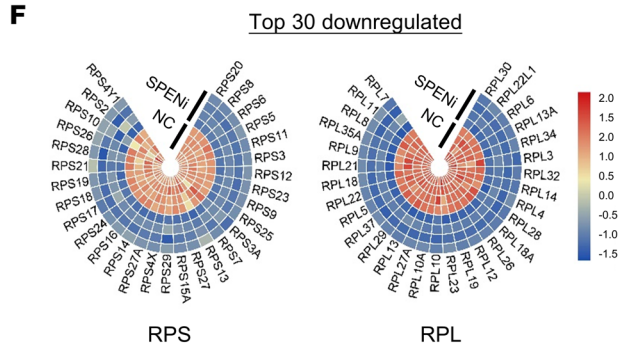 F
Top 30 downregulated
SPENi
NC
RPS20
RPS8
RPS6
RPS5
RPS11
RPS3
RPS12
RPS23
RPS9
RPS25
RPS3A
RPS7
RPS13
RPS27
RPS15A
RPS29
RPS4X
RPS27A
RPS14
RPS16
RPS24
RPS17
RPS18
RPS19
RPS21
RPS28
RPS26
RPS10
RPS2
RPS4Y1
RPS
SPENi
NC
RPL30
RPL22L1
RPL6
RPL13A
RPL34
RPL3
RPL32
RPL14
RPL4
RPL28
RPL18A
RPL26
RPL12
RPL19
RPL23
RPL10
RPL10A
RPL27A
RPL13
RPL29
RPL37
RPL5
RPL22
RPL18
RPL21
RPL9
RPL35A
RPL8
RPL11
RPL7
RPL
2.0
1.5
2.0
1.0
0.5
0.0
-0.5
-1.0
-1.5